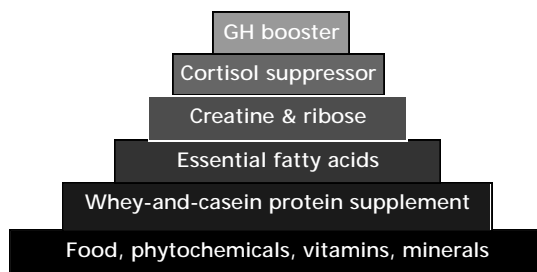 GH booster
Cortisol suppressor
Creatine & ribose
Essential fatty acids
Whey-and-casein protein supplement
Food, phytochemicals, vitamins, minerals